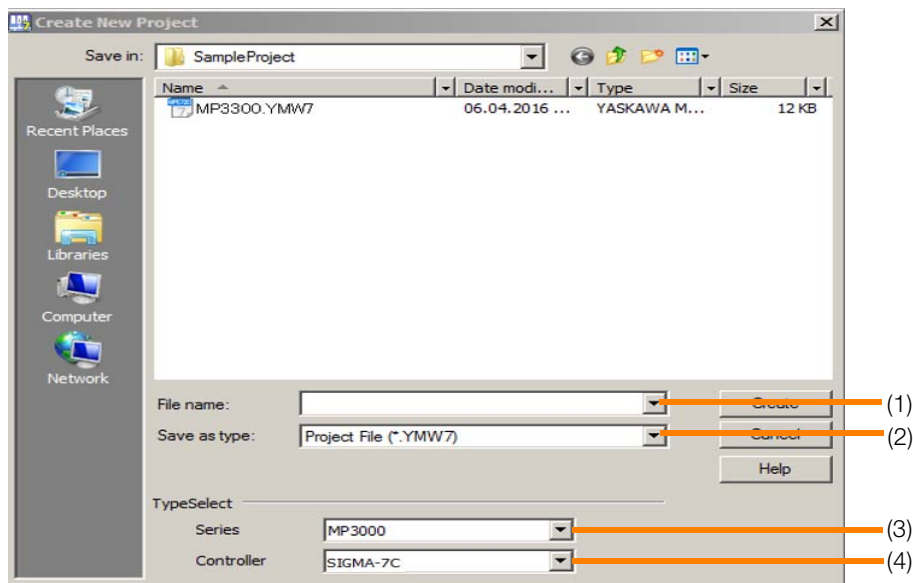 Create New Project
Save in: SampleProject
Name Date modi... Type Size
MP3300.YMW7 06.04.2016 ... YASKAWA M... 12 KB
Recent Places
Desktop
Libraries
Computer
Network
File name: Create (1)
Save as type: Project File (*.YMW7) Cancel (2)
Help
TypeSelect
Series MP3000 (3)
Controller SIGMA-7C (4)